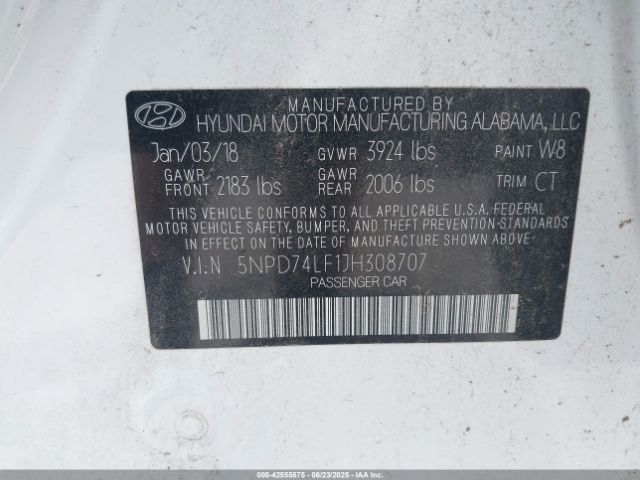 MANUFACTURED BY
HYUNDAI MOTOR MANUFACTURING ALABAMA, LLC
Jan/03/18 GVWR 3924 lbs PAINT W8
GAWR FRONT 2183 lbs GAWR REAR 2006 lbs TRIM CT
THIS VEHICLE CONFORMS TO ALL APPLICABLE U.S.A. FEDERAL
MOTOR VEHICLE SAFETY, BUMPER, AND THEFT PREVENTION STANDARDS
IN EFFECT ON THE DATE OF MANUFACTURE SHOWN ABOVE.
V.I.N 5NPD74LF1JH308707
PASSENGER CAR
000-42555875 - 06/23/2025 - IAAI.COM